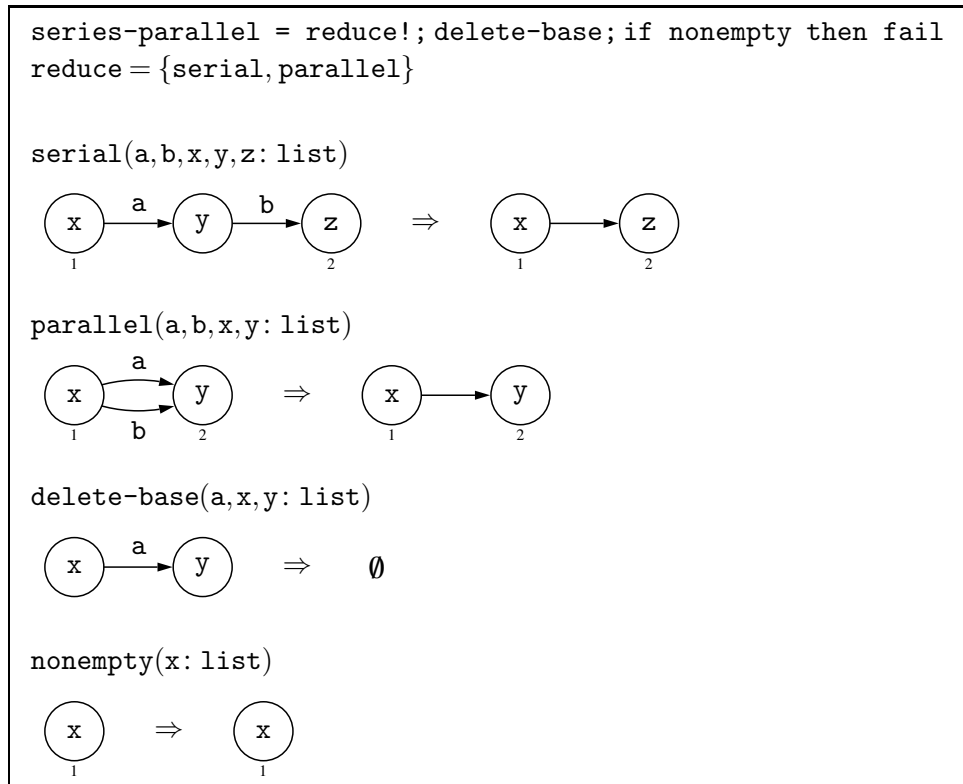 series-parallel = reduce!; delete-base; if nonempty then fail
reduce = {serial, parallel}
serial(a,b,x,y,z: list)
x a y b z ⇒ x z
1 2 1 2
parallel(a,b,x,y: list)
x a b y ⇒ x y
1 2 1 2
delete-base(a,x,y: list)
x a y ⇒ ∅
nonempty(x: list)
x ⇒ x
1 1